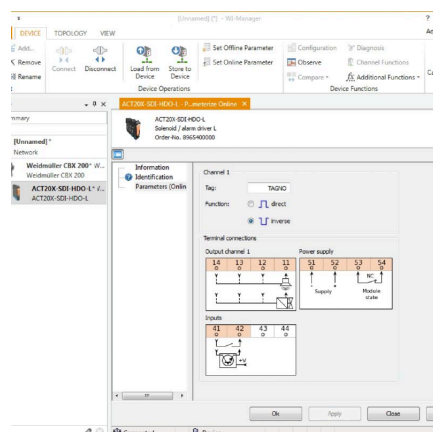 [Unnamed] (*) - WI-Manager
?
DEVICE TOPOLOGY VIEW
Add...
Remove
Rename
Connect
Disconnect
Load from
Device
Store to
Device
Set Offline Parameter
Set Online Parameter
Device Operations
Configuration
Observe
Compare
Diagnosis
Channel Functions
Additional Functions
Device Functions
[Unnamed] *
Network
Weidmüller CBX 200* W...
Weidmüller CBX 200
ACT20X-SDI-HDO-L* /...
ACT20X-SDI-HDO-L
ACT20X-SDI-HDO-L - P...meterize Online ×
ACT20X-SDI-HDO-L
Solenoid / alarm driver L
Order-No. 8965400000
Information
Identification
Parameters (Onlin
Channel 1
Tag: TAGNO
Function: direct
inverse
Terminal connections
Output channel 1
14 13 12 11
Power supply
51 52 53 54
NC
Supply
Module
state
Inputs
41 42 43 44
+V
Ok
Apply
Close